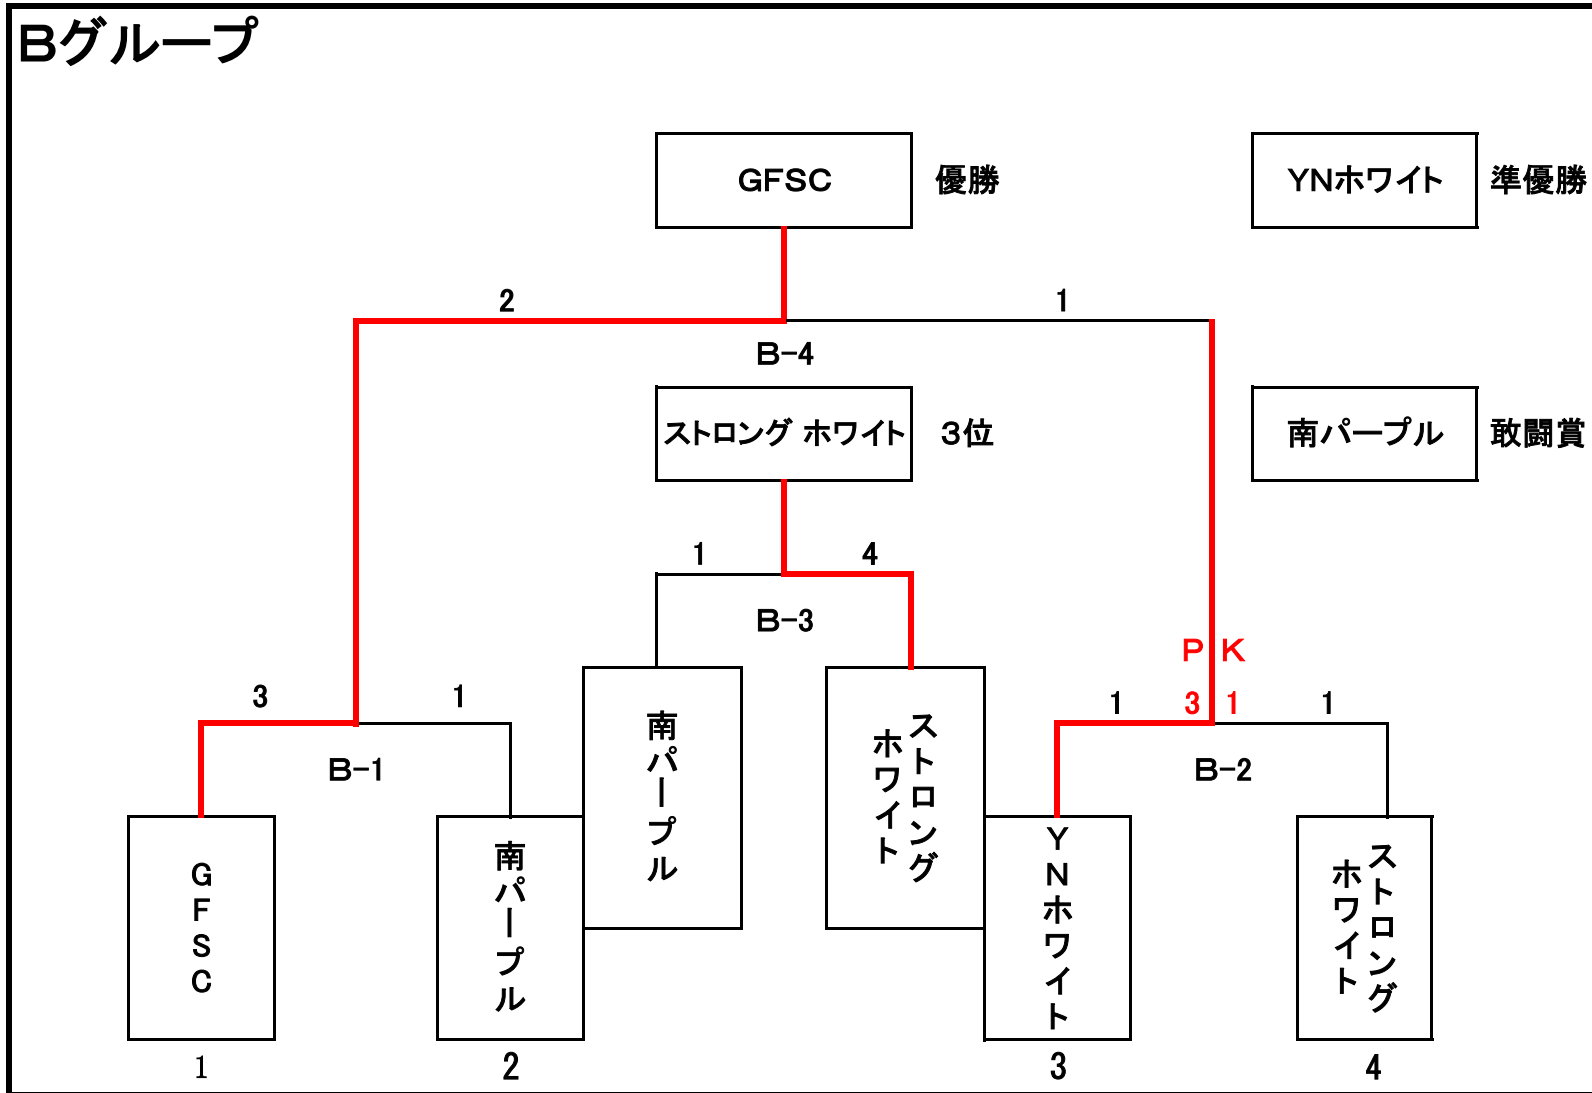 Bグループ
GFSC 優勝 YNホワイト 準優勝
2 1
B-4
ストロング ホワイト 3位 南パープル 敢闘賞
1 4
B-3
PK
3 1 1 3 1 1
B-1 B-2
南パープル
ストロング
ホワイト
GFSC
南パープル
YNホワイト
ストロング
ホワイト
1 2 3 4